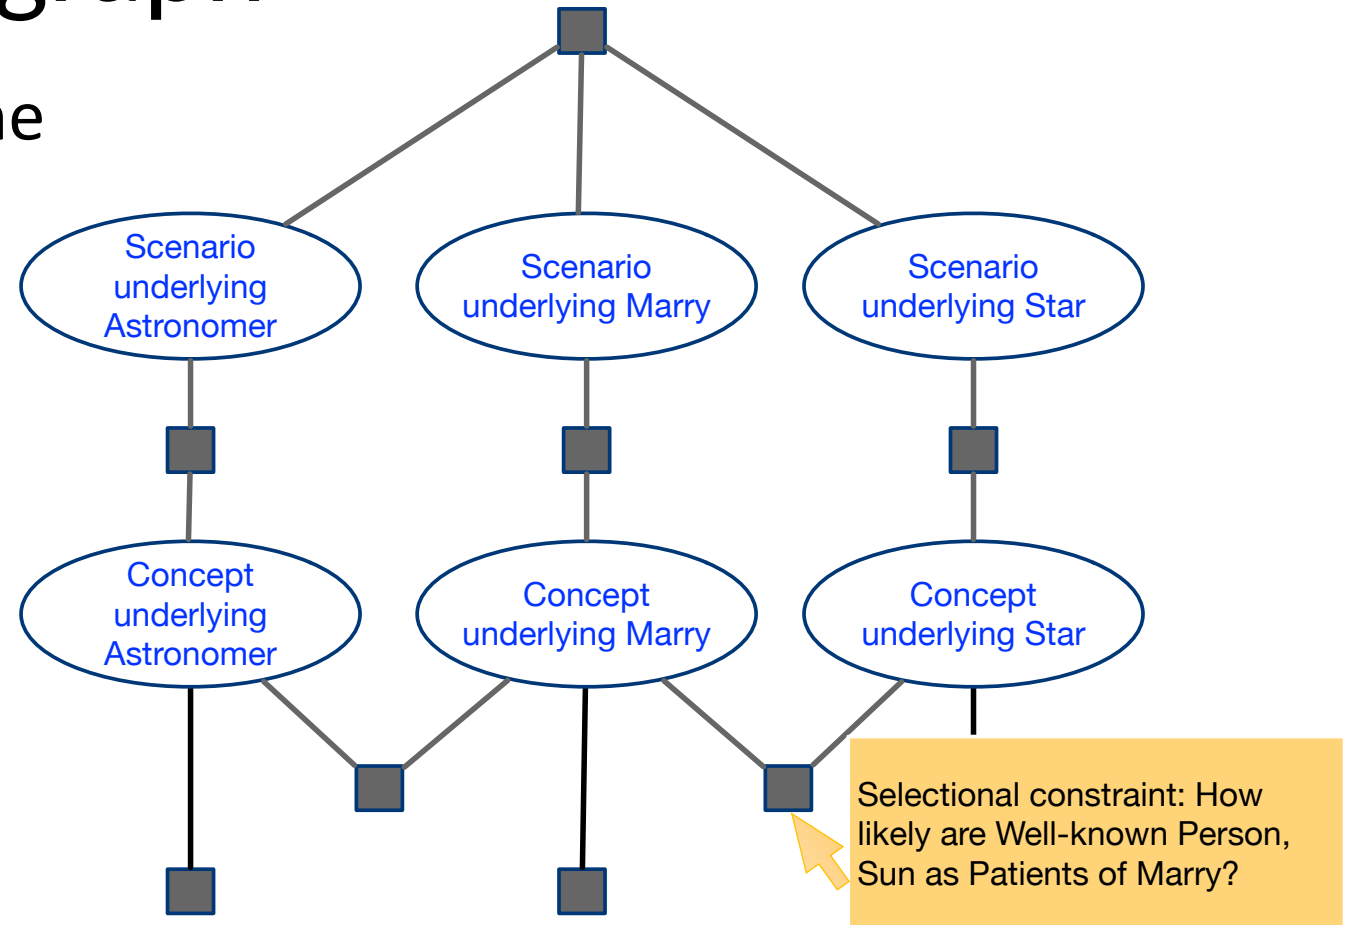 Scenario
underlying
Astronomer
Scenario
underlying Marry
Scenario
underlying Star
Concept
underlying
Astronomer
Concept
underlying Marry
Concept
underlying Star
Selectional constraint: How
likely are Well-known Person,
Sun as Patients of Marry?